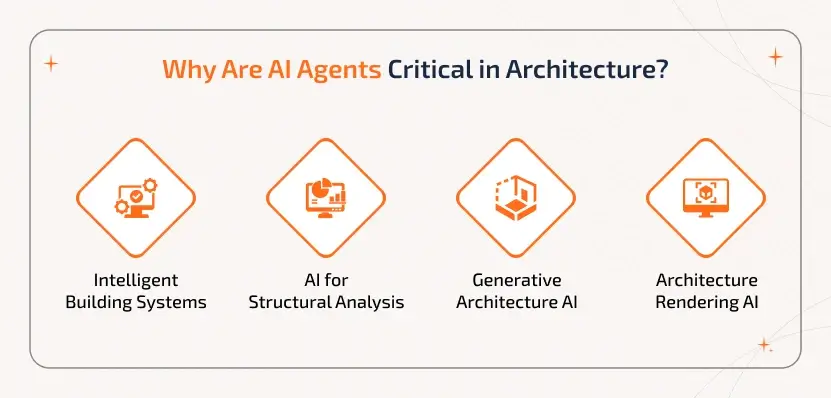 Why Are AI Agents Critical in Architecture?
Intelligent
Building Systems
AI for
Structural Analysis
Generative
Architecture AI
Architecture
Rendering AI